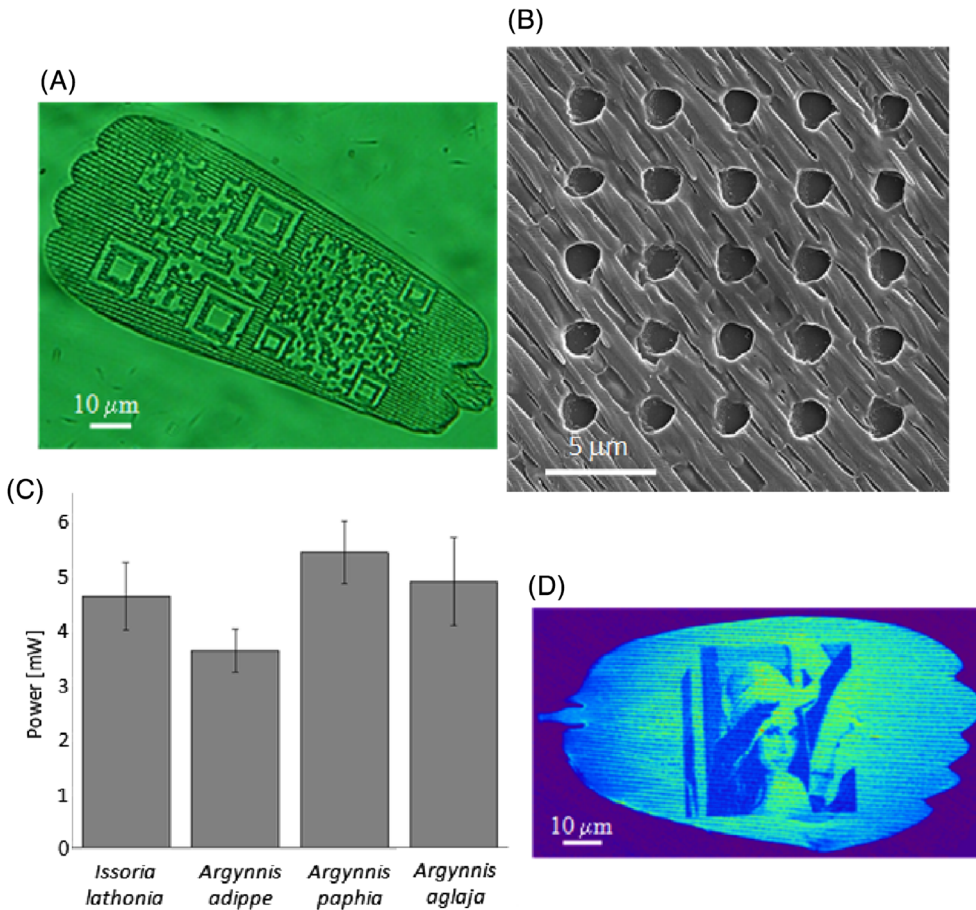 (A)
10 μm
(B)
5 μm
(C)
Power [mW]
6
5
4
3
2
1
0
Issoria lathonia
Argynnis adippe
Argynnis paphia
Argynnis aglaja
(D)
10 μm